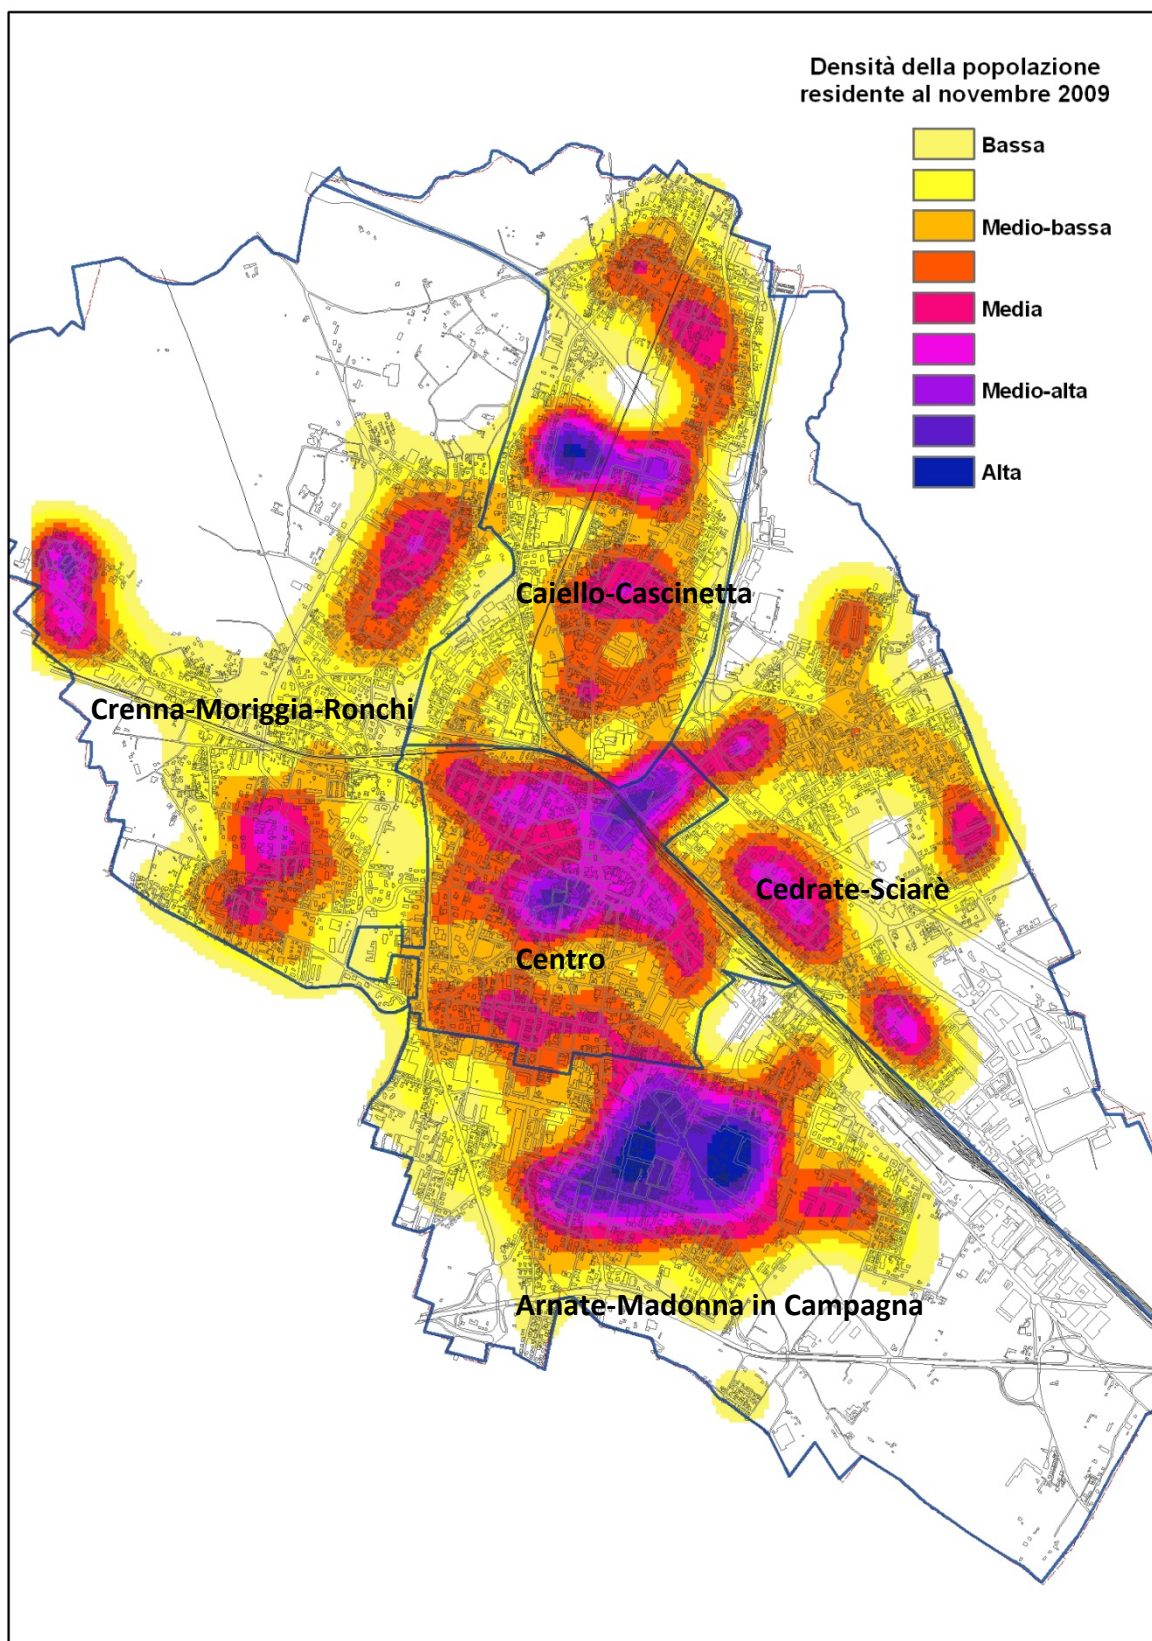 Densità della popolazione
residente al novembre 2009
Bassa
Medio-bassa
Media
Medio-alta
Alta
Caiello-Cascinetta
Crenna-Moriggia-Ronchi
Cedrate-Sciarè
Centro
Arnate-Madonna in Campagna